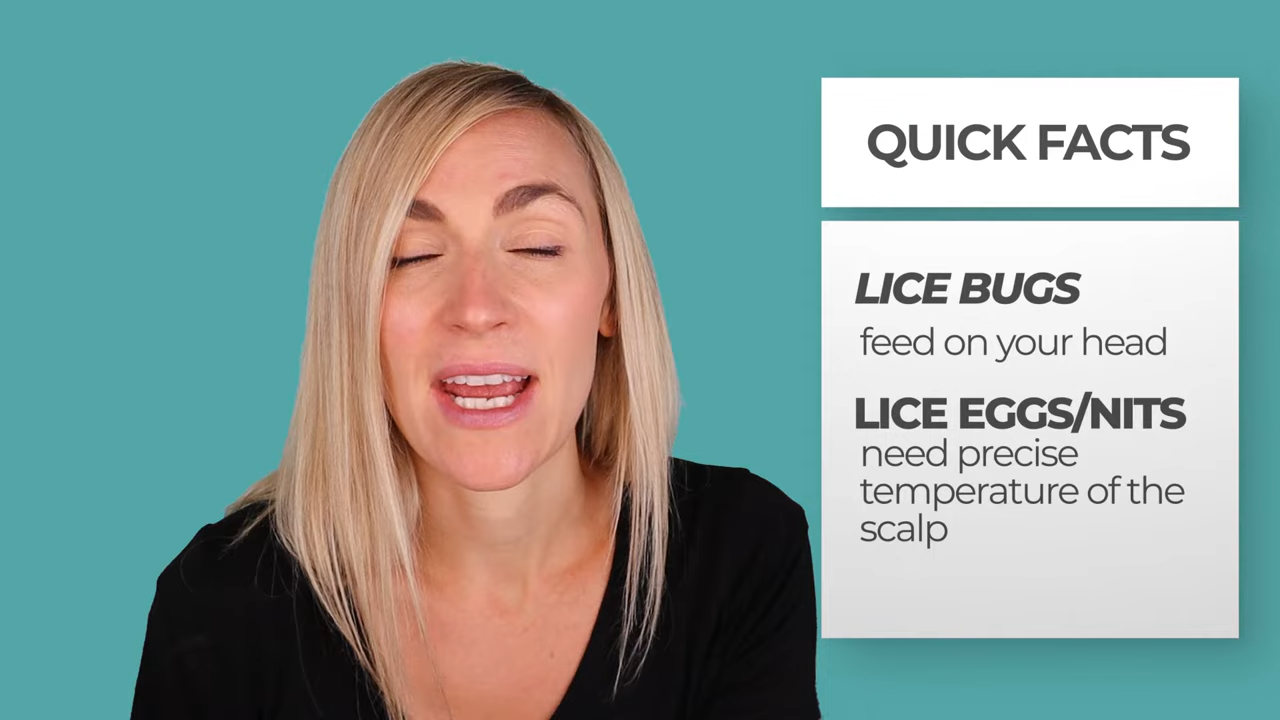 QUICK FACTS
LICE BUGS
feed on your head
LICE EGGS/NITS
need precise
temperature of the
scalp